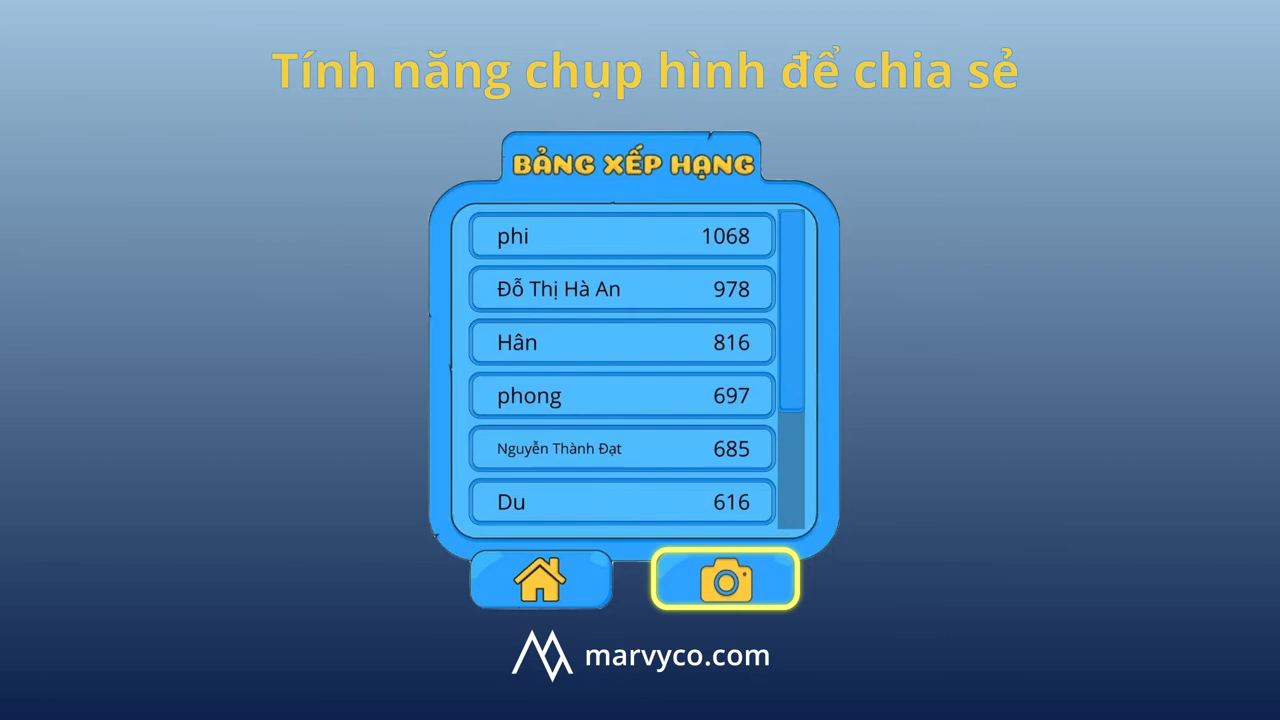 Tính năng chụp hình để chia sẻ
BẢNG XẾP HẠNG
phi 1068
Đỗ Thị Hà An 978
Hân 816
phong 697
Nguyễn Thành Đạt 685
Du 616
marvyco.com